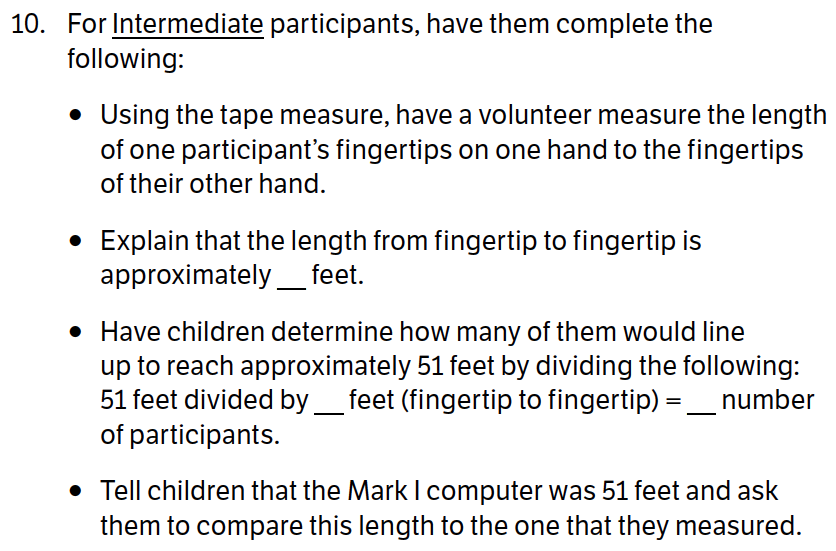 10. For Intermediate participants, have them complete the
following:
• Using the tape measure, have a volunteer measure the length
of one participant’s fingertips on one hand to the fingertips
of their other hand.
• Explain that the length from fingertip to fingertip is
approximately __ feet.
• Have children determine how many of them would line
up to reach approximately 51 feet by dividing the following:
51 feet divided by __ feet (fingertip to fingertip) = __ number
of participants.
• Tell children that the Mark I computer was 51 feet and ask
them to compare this length to the one that they measured.